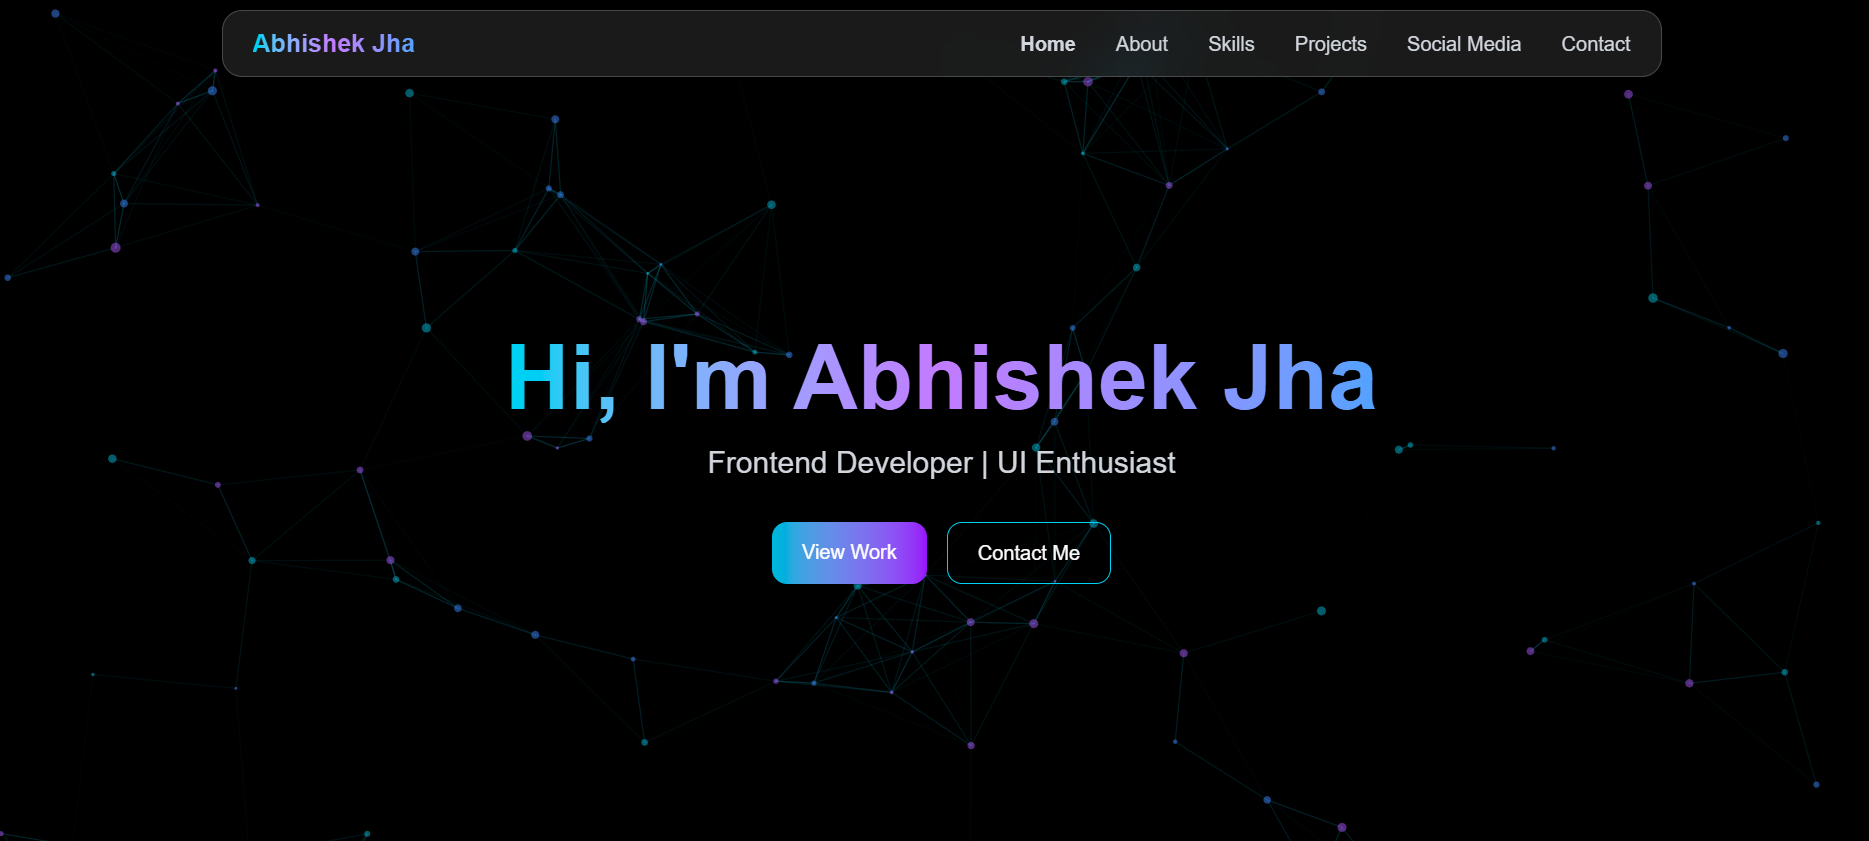 Abhishek Jha Home About Skills Projects Social Media Contact
Hi, I'm Abhishek Jha
Frontend Developer | UI Enthusiast
View Work Contact Me